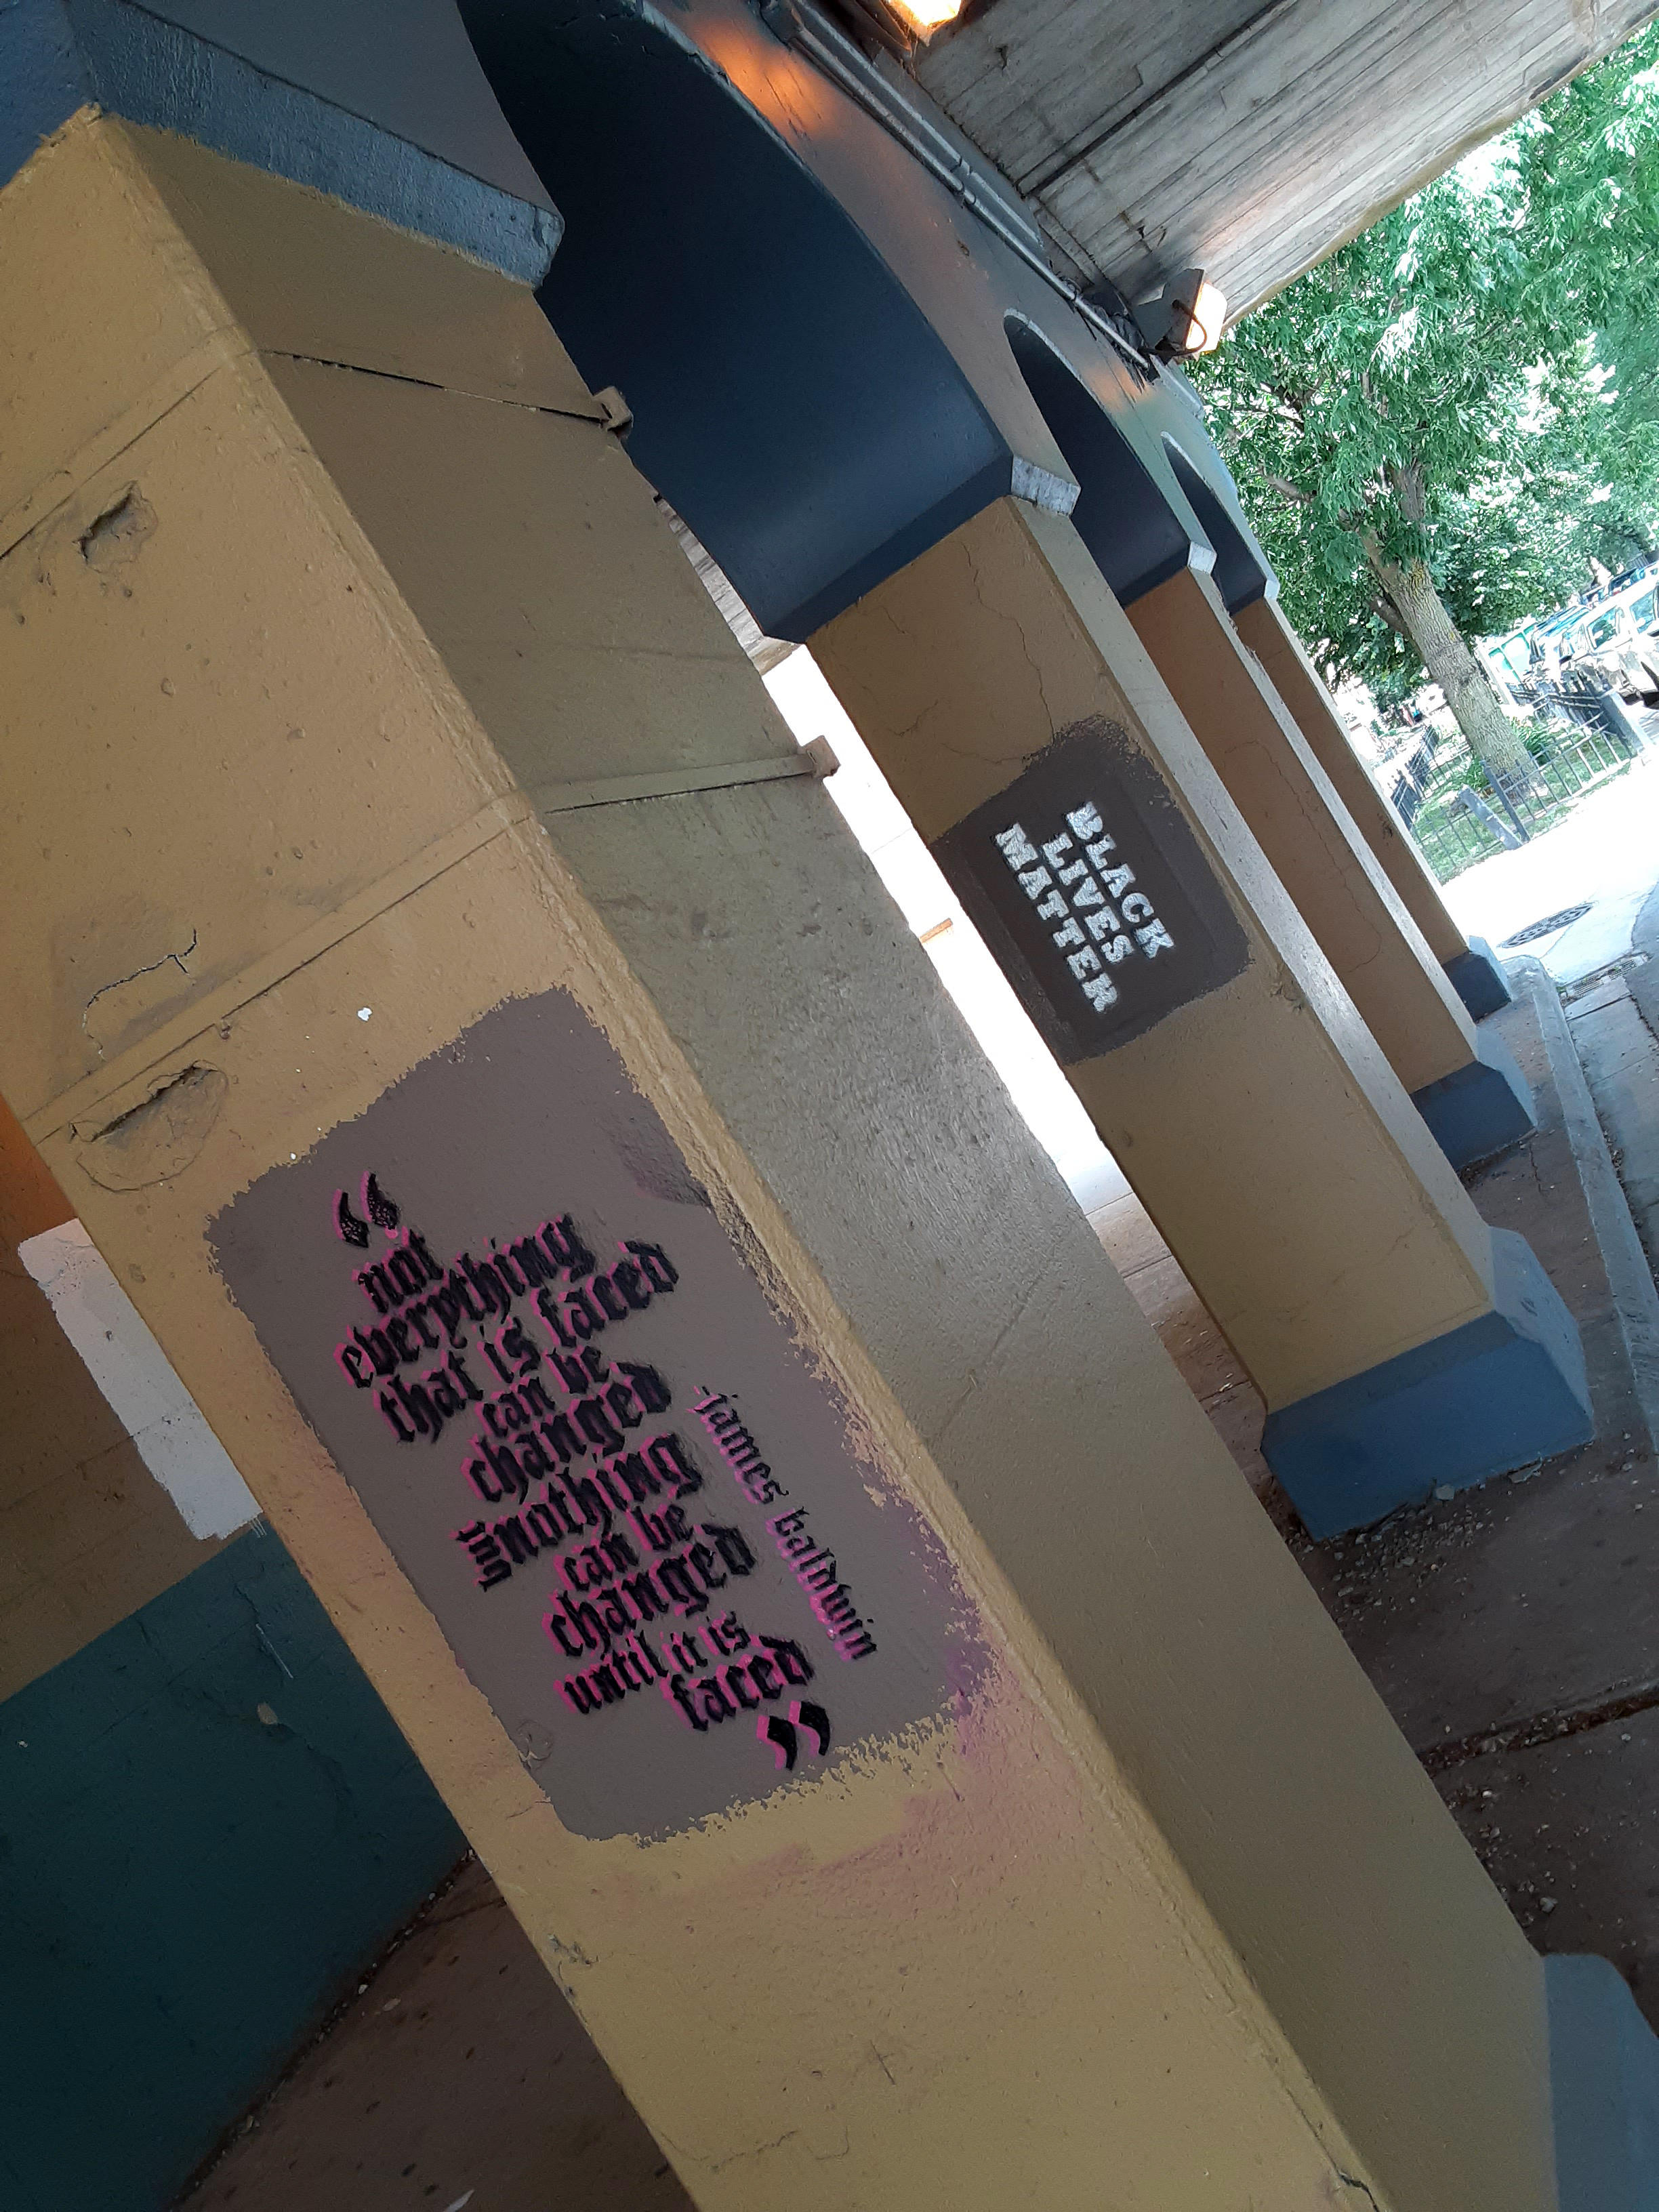 “
not
everything
that is faced
can be
changed
but nothing
can be
changed
until it is
faced
”
james baldwin
BLACK
LIVES
MATTER